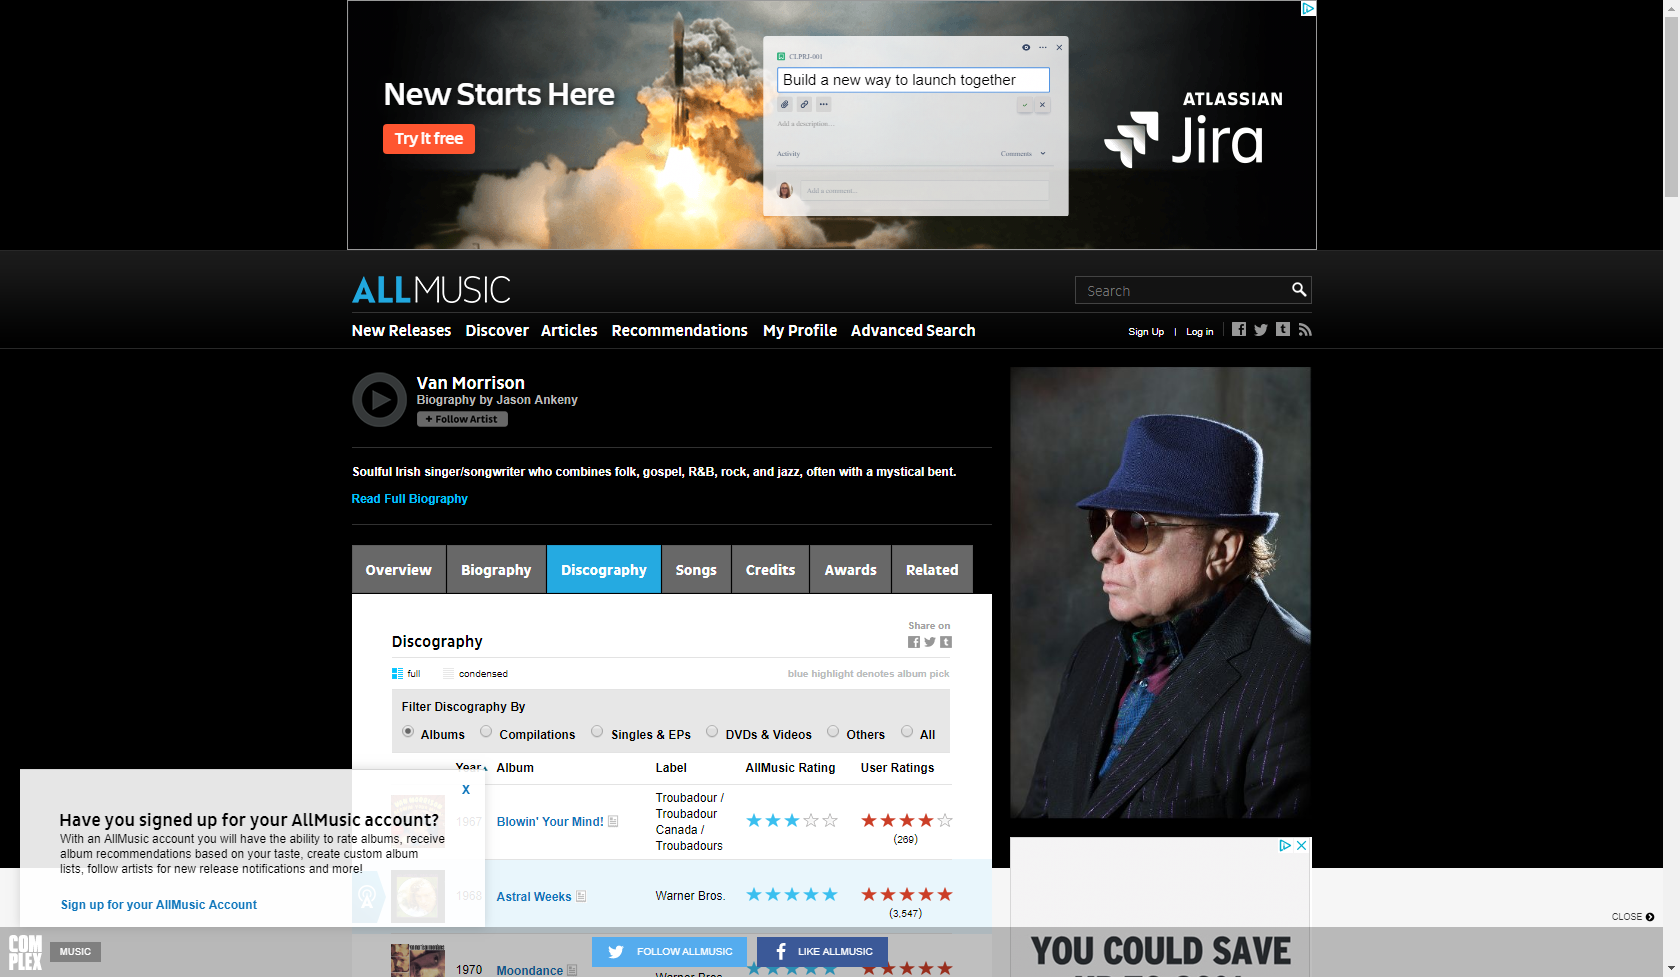 New Starts Here
Try It free
CLPRJ-001
Build a new way to launch together
Add a description...
Activity
Comments
Add a comment...
ATLASSIAN
Jira
ALLMUSIC
Search
New Releases Discover Articles Recommendations My Profile Advanced Search
Sign Up | Log in
Van Morrison
Biography by Jason Ankeny
+ Follow Artist
Soulful Irish singer/songwriter who combines folk, gospel, R&B, rock, and jazz, often with a mystical bent.
Read Full Biography
Overview Biography Discography Songs Credits Awards Related
Share on
Discography
full condensed
blue highlight denotes album pick
Filter Discography By
Albums Compilations Singles & EPs DVDs & Videos Others All
Year Album Label AllMusic Rating User Ratings
1967 Blowin' Your Mind!
Troubadour /
Troubadour
Canada /
Troubadours
(269)
1968 Astral Weeks Warner Bros.
(3,547)
1970 Moondance Warner Bros.
X
Have you signed up for your AllMusic account?
With an AllMusic account you will have the ability to rate albums, receive
album recommendations based on your taste, create custom album
lists, follow artists for new release notifications and more!
Sign up for your AllMusic Account
CLOSE
COMPLEX
MUSIC
FOLLOW ALLMUSIC
LIKE ALLMUSIC
YOU COULD SAVE